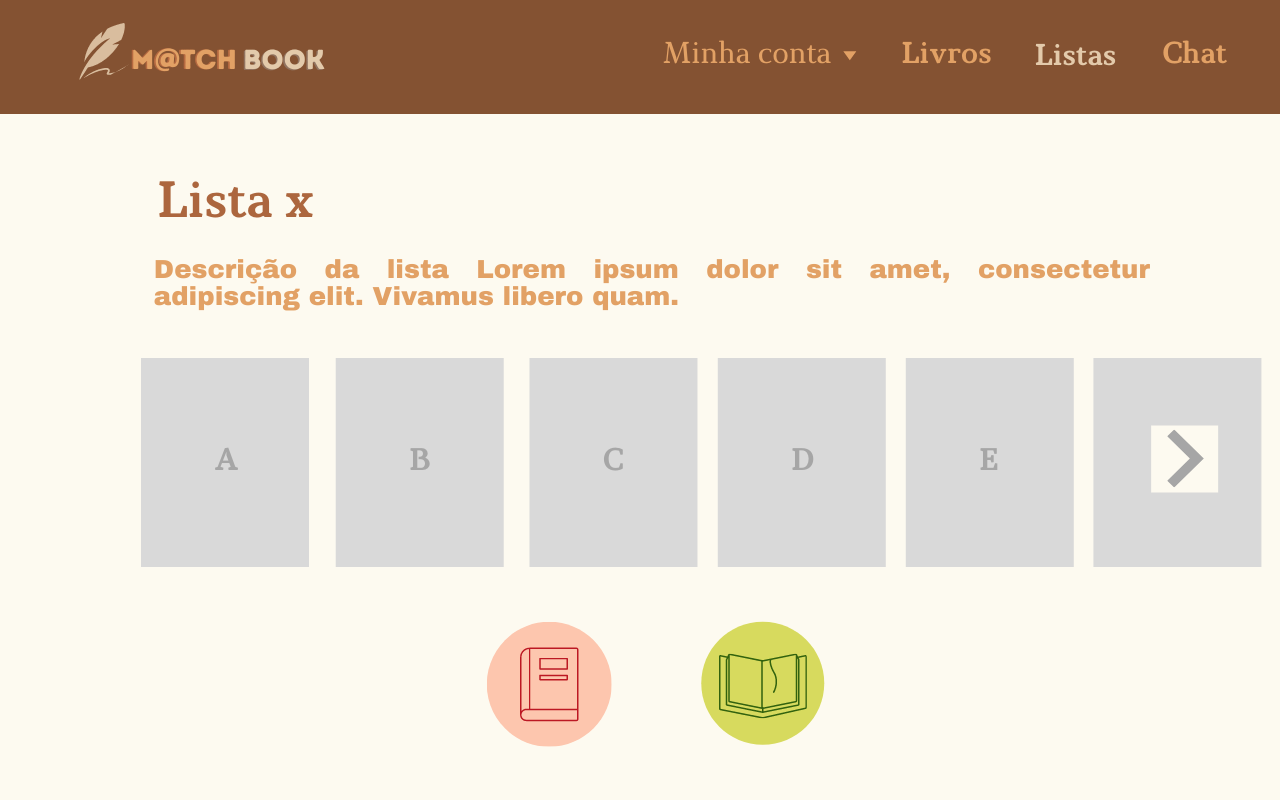 M@TCH BOOK
Minha conta
Livros
Listas
Chat
Lista x
Descrição da lista Lorem ipsum dolor sit amet, consectetur
adipiscing elit. Vivamus libero quam.
A
B
C
D
E